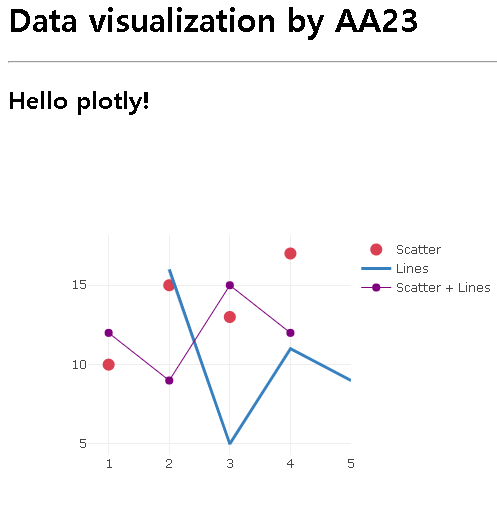 Data visualization by AA23
Hello plotly!
Scatter
Lines
Scatter + Lines
15
10
5
1 2 3 4 5